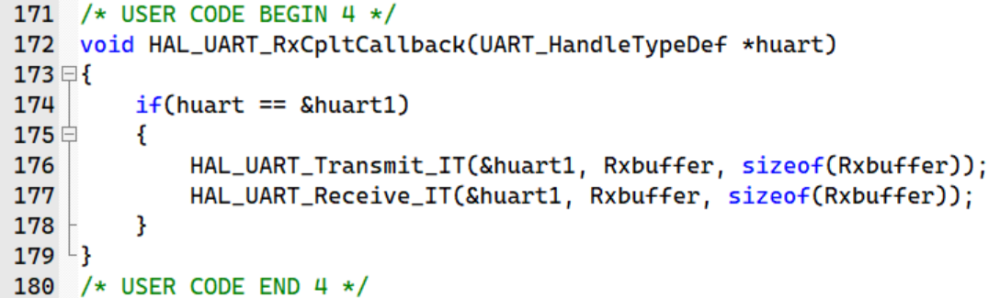 171 /* USER CODE BEGIN 4 */
172 void HAL_UART_RxCpltCallback(UART_HandleTypeDef *huart)
173 {
174     if(huart == &huart1)
175     {
176         HAL_UART_Transmit_IT(&huart1, Rxbuffer, sizeof(Rxbuffer));
177         HAL_UART_Receive_IT(&huart1, Rxbuffer, sizeof(Rxbuffer));
178     }
179 }
180 /* USER CODE END 4 */